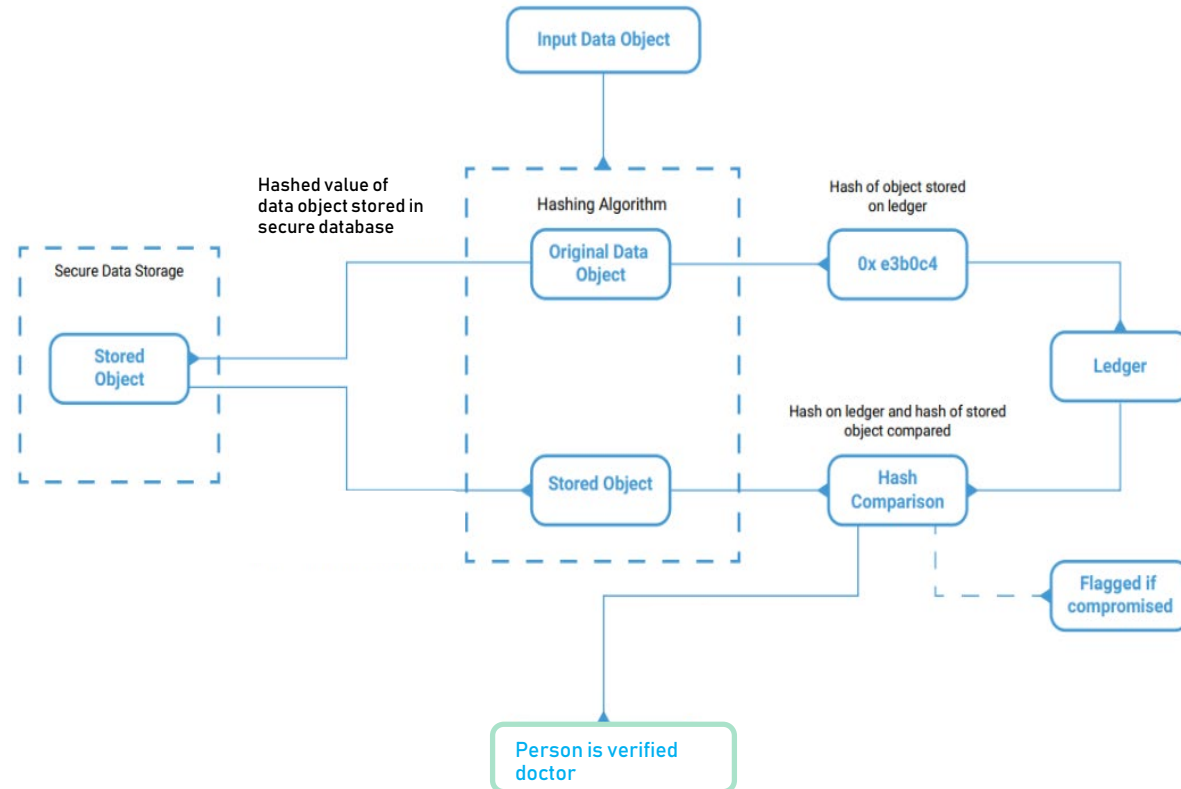 Input Data Object
Hashed value of
data object stored in
secure database
Hashing Algorithm
Hash of object stored
on ledger
Secure Data Storage
Original Data
Object
0x e3b0c4
Stored
Object
Ledger
Hash on ledger and hash of stored
object compared
Stored Object
Hash
Comparison
Flagged if
compromised
Person is verified
doctor